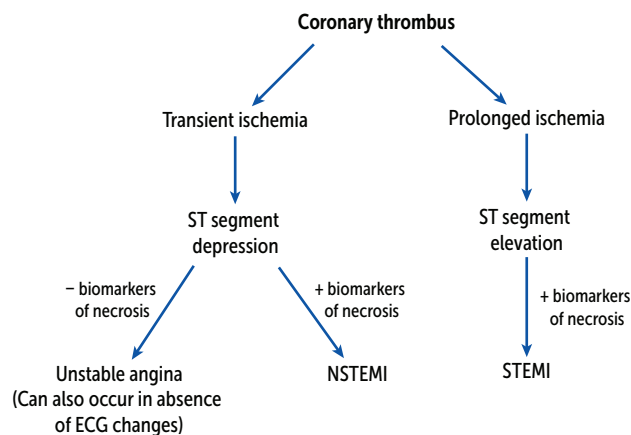 Coronary thrombus
Transient ischemia
Prolonged ischemia
ST segment
depression
ST segment
elevation
– biomarkers
of necrosis
+ biomarkers
of necrosis
+ biomarkers
of necrosis
Unstable angina
(Can also occur in absence
of ECG changes)
NSTEMI
STEMI